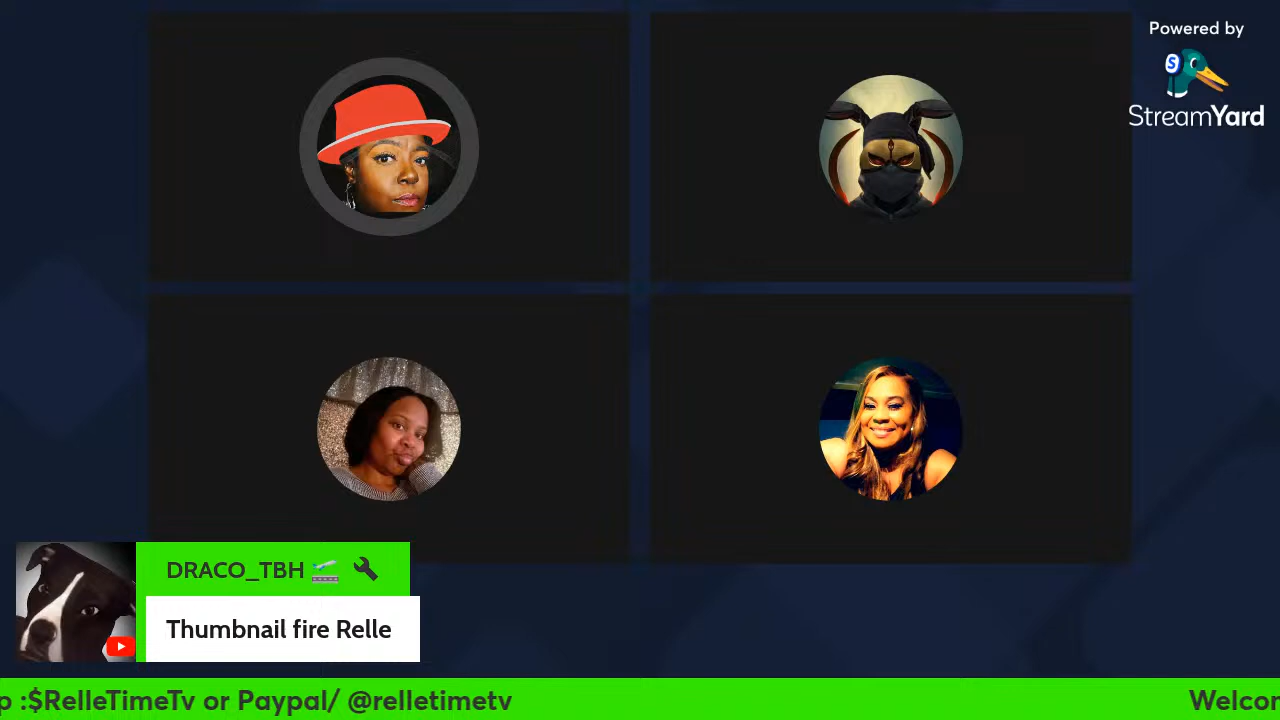 Powered by
StreamYard
DRACO_TBH
Thumbnail fire Relle
:$RelleTimeTv or Paypal/ @relletimetv